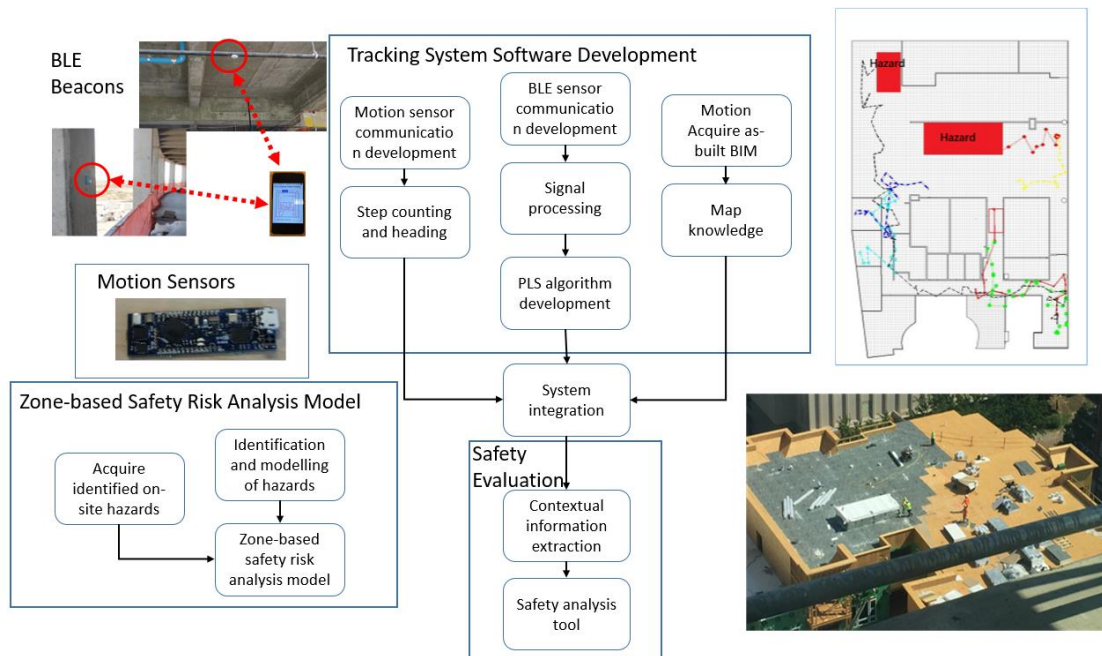 BLE
Beacons
Tracking System Software Development
Motion sensor
communicatio
n development
BLE sensor
communicatio
n development
Motion
Acquire as-
built BIM
Step counting
and heading
Signal
processing
Map
knowledge
PLS algorithm
development
Motion Sensors
System
integration
Zone-based Safety Risk Analysis Model
Acquire
identified on-
site hazards
Identification
and modelling
of hazards
Zone-based
safety risk
analysis model
Safety
Evaluation
Contextual
information
extraction
Safety analysis
tool
Hazard
Hazard